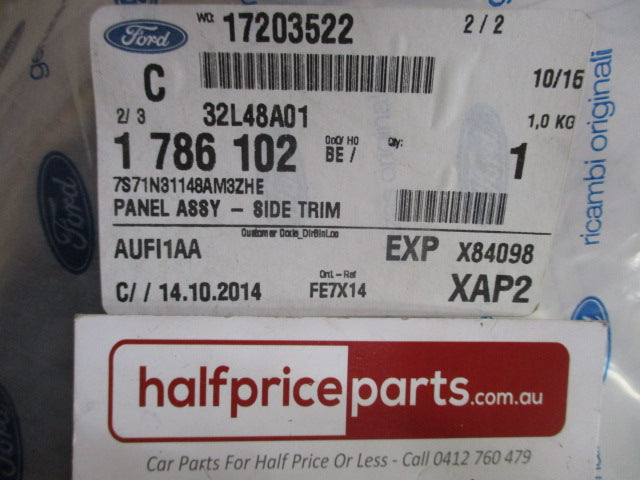 Ford
WO: 17203522 2/2
C 10/16
2/3 32L48A01 1,0 KG
1 786 102 BE / Qty: 1
7S71N31148AM3ZHE
PANEL ASSY - SIDE TRIM
AUFI1AA EXP X84098
C/ / 14.10.2014 FE7X14 XAP2
ricambi originali
Ford
halfpriceparts.com.au
Car Parts For Half Price Or Less - Call 0412 760 479